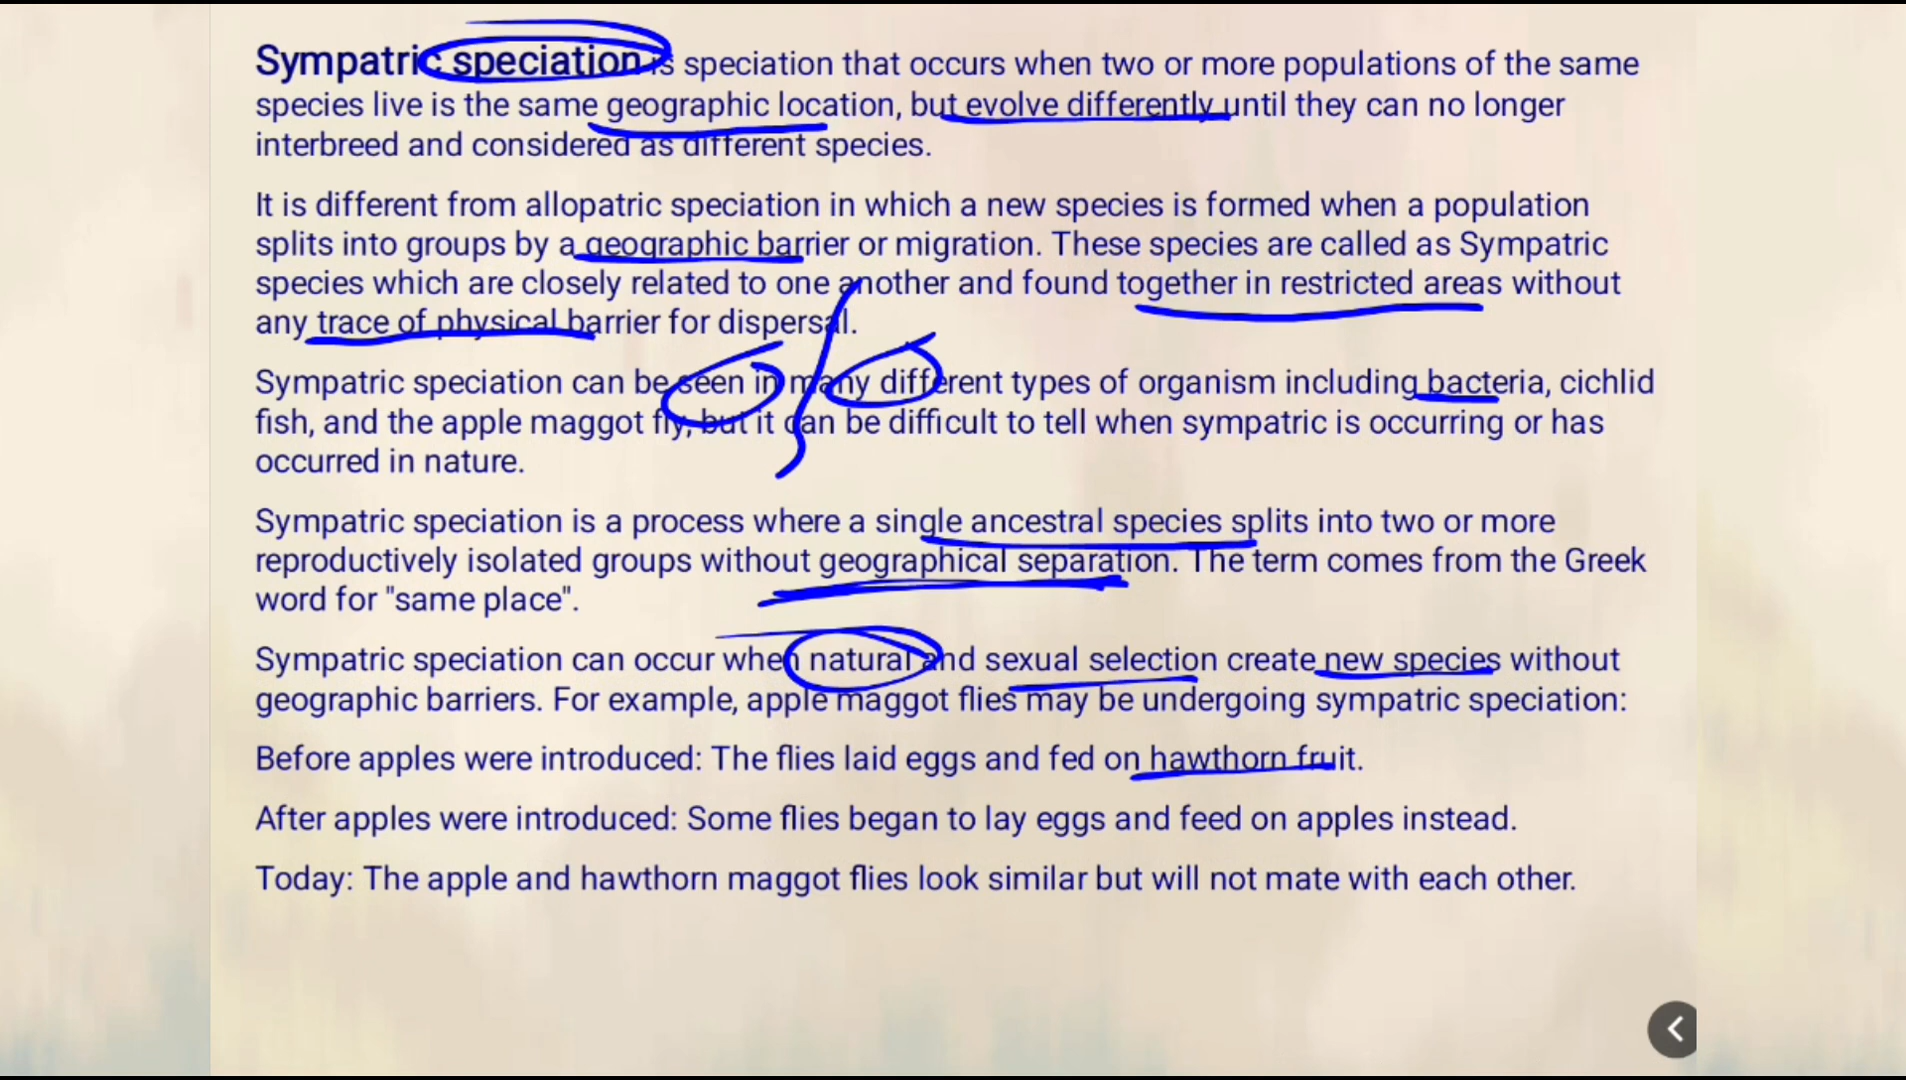 Sympatric speciation is speciation that occurs when two or more populations of the same
species live is the same geographic location, but evolve differently until they can no longer
interbreed and considered as different species.
It is different from allopatric speciation in which a new species is formed when a population
splits into groups by a geographic barrier or migration. These species are called as Sympatric
species which are closely related to one another and found together in restricted areas without
any trace of physical barrier for dispersal.
Sympatric speciation can be seen in many different types of organism including bacteria, cichlid
fish, and the apple maggot fly, but it can be difficult to tell when sympatric is occurring or has
occurred in nature.
Sympatric speciation is a process where a single ancestral species splits into two or more
reproductively isolated groups without geographical separation. The term comes from the Greek
word for "same place".
Sympatric speciation can occur when natural and sexual selection create new species without
geographic barriers. For example, apple maggot flies may be undergoing sympatric speciation:
Before apples were introduced: The flies laid eggs and fed on hawthorn fruit.
After apples were introduced: Some flies began to lay eggs and feed on apples instead.
Today: The apple and hawthorn maggot flies look similar but will not mate with each other.